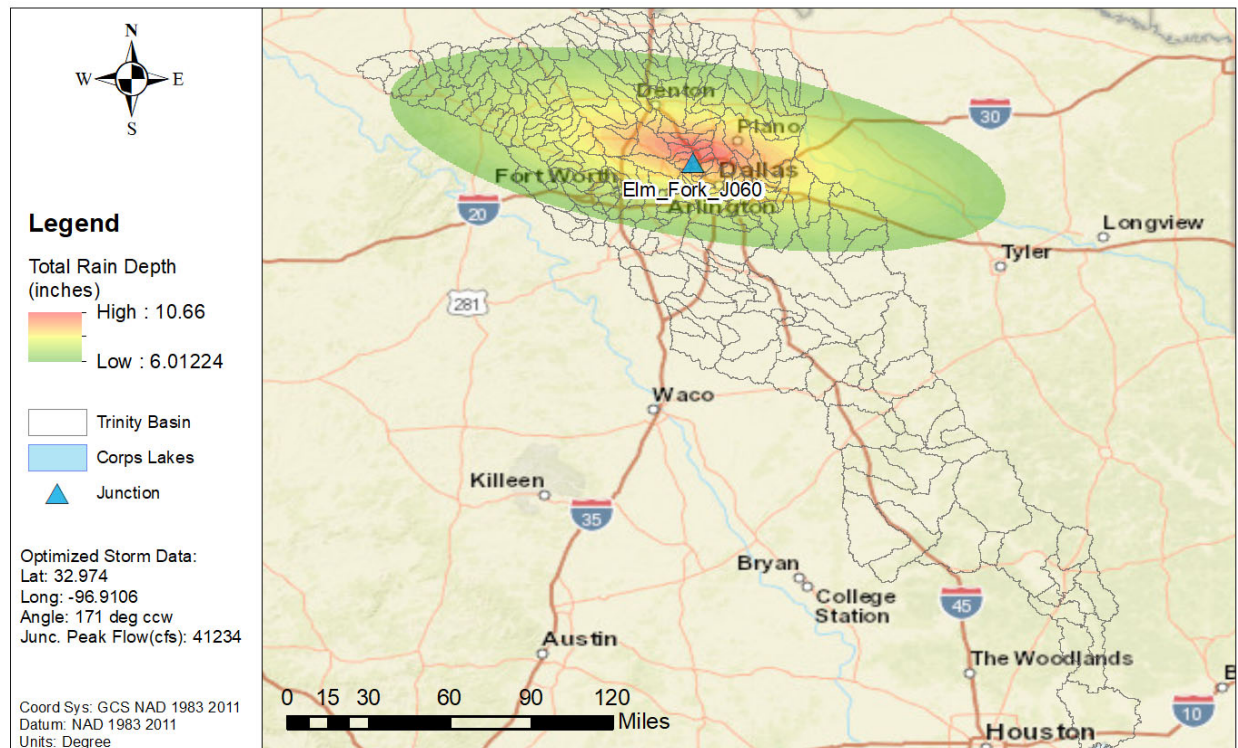 N
W E
S
Legend
Total Rain Depth
(inches)
High : 10.66
Low : 6.01224
Trinity Basin
Corps Lakes
Junction
Optimized Storm Data:
Lat: 32.974
Long: -96.9106
Angle: 171 deg ccw
Junc. Peak Flow(cfs): 41234
Coord Sys: GCS NAD 1983 2011
Datum: NAD 1983 2011
Units: Degree
Denton
30
Plano
Dallas
Fort Worth
Elm_Fork_J060
Arlington
20
Longview
Tyler
281
Waco
Killeen
35
Bryan
College
Station
45
Austin
The Woodlands
B
10
Houston
0 15 30 60 90 120
Miles